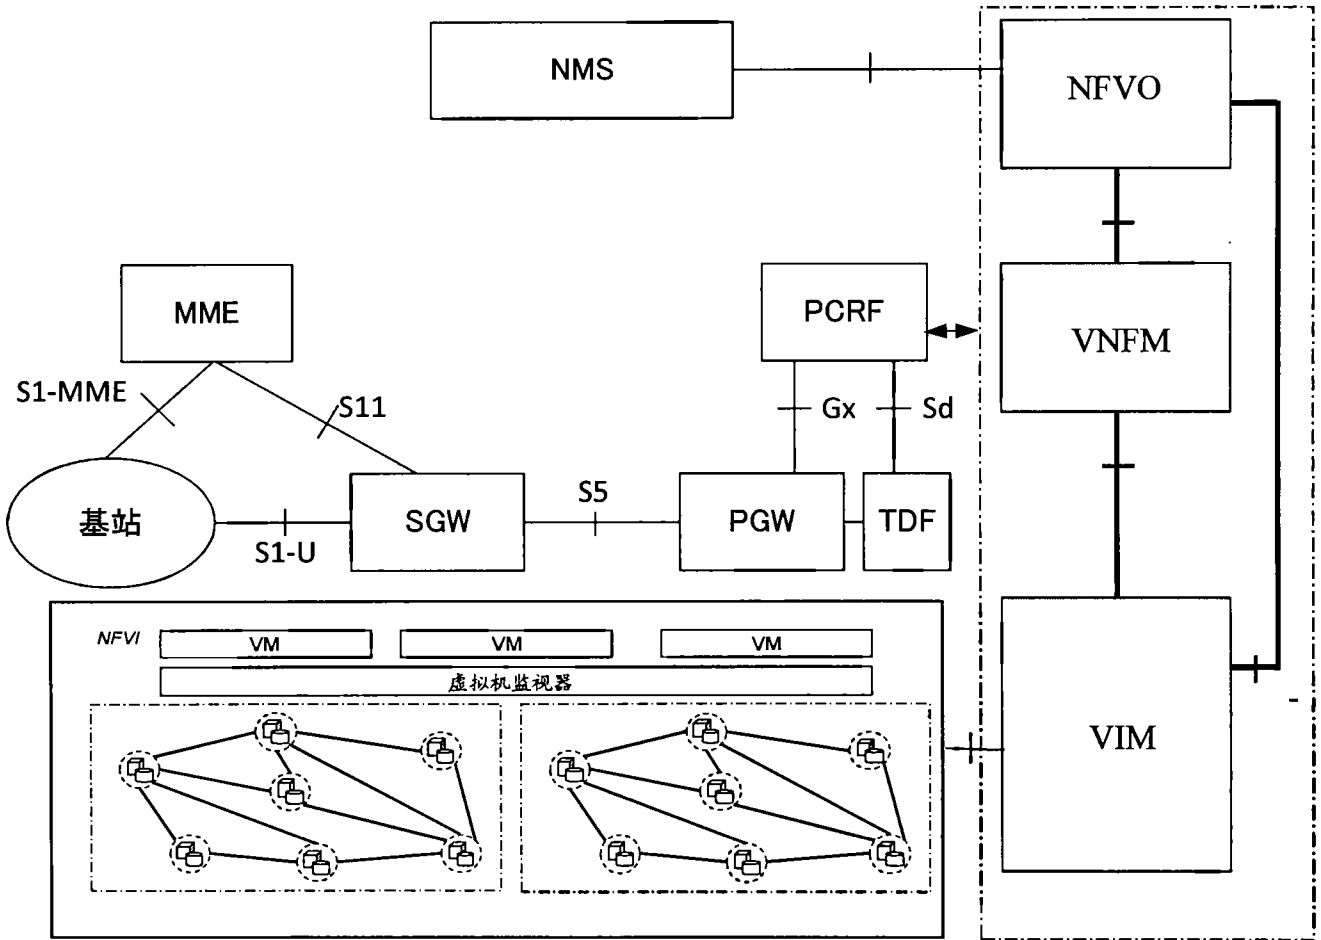 NMS
NFVO
MME
PCRF
VNFM
S1-MME
S11
Gx
Sd
基站
S1-U
SGW
S5
PGW
TDF
NFVI
VM
VM
VM
虚拟机监视器
VIM